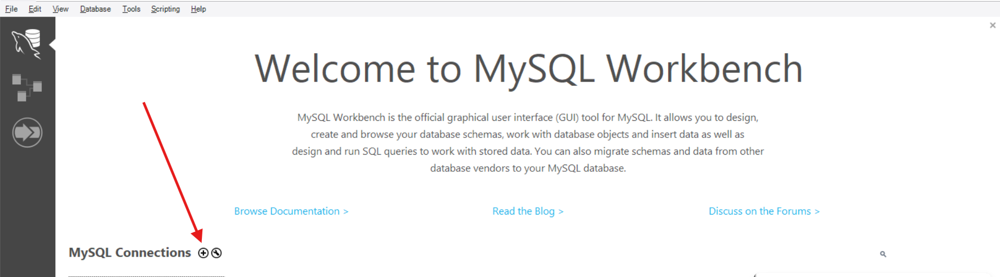 File Edit View Database Tools Scripting Help
Welcome to MySQL Workbench
MySQL Workbench is the official graphical user interface (GUI) tool for MySQL. It allows you to design,
create and browse your database schemas, work with database objects and insert data as well as
design and run SQL queries to work with stored data. You can also migrate schemas and data from other
database vendors to your MySQL database.
Browse Documentation > Read the Blog > Discuss on the Forums >
MySQL Connections